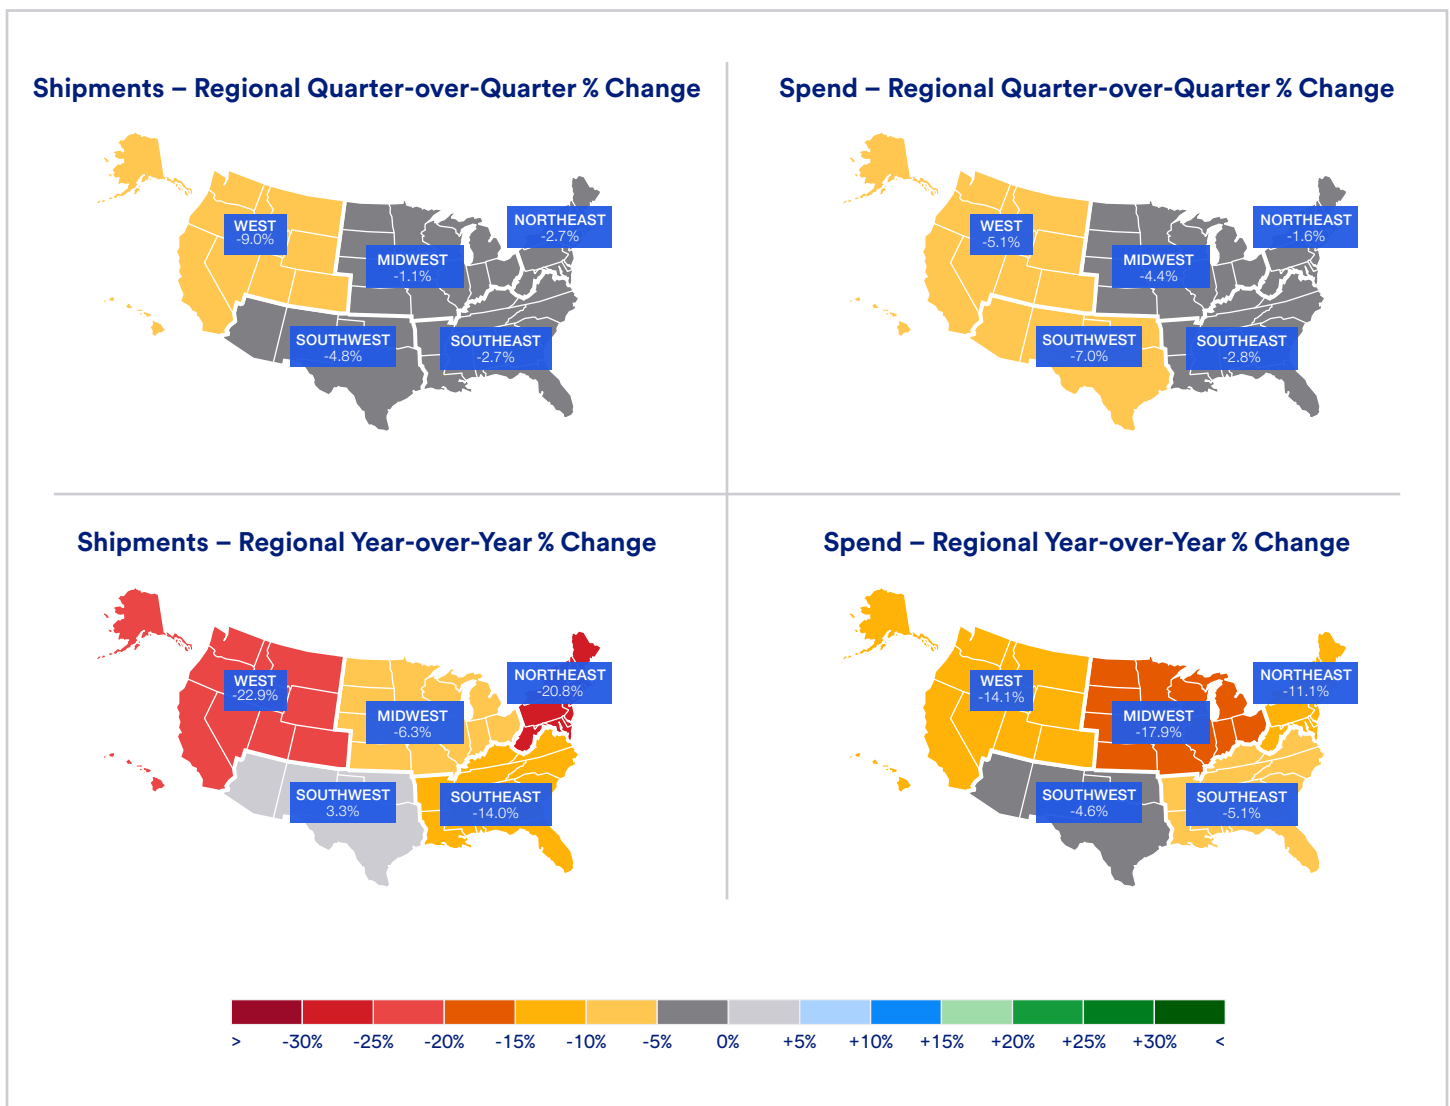 Shipments – Regional Quarter-over-Quarter % Change
WEST
-9.0%
NORTHEAST
-2.7%
MIDWEST
-1.1%
SOUTHWEST
-4.8%
SOUTHEAST
-2.7%
Spend – Regional Quarter-over-Quarter % Change
WEST
-5.1%
NORTHEAST
-1.6%
MIDWEST
-4.4%
SOUTHWEST
-7.0%
SOUTHEAST
-2.8%
Shipments – Regional Year-over-Year % Change
WEST
-22.9%
NORTHEAST
-20.8%
MIDWEST
-6.3%
SOUTHWEST
3.3%
SOUTHEAST
-14.0%
Spend – Regional Year-over-Year % Change
WEST
-14.1%
NORTHEAST
-11.1%
MIDWEST
-17.9%
SOUTHWEST
-4.6%
SOUTHEAST
-5.1%
> -30% -25% -20% -15% -10% -5% 0% +5% +10% +15% +20% +25% +30% <